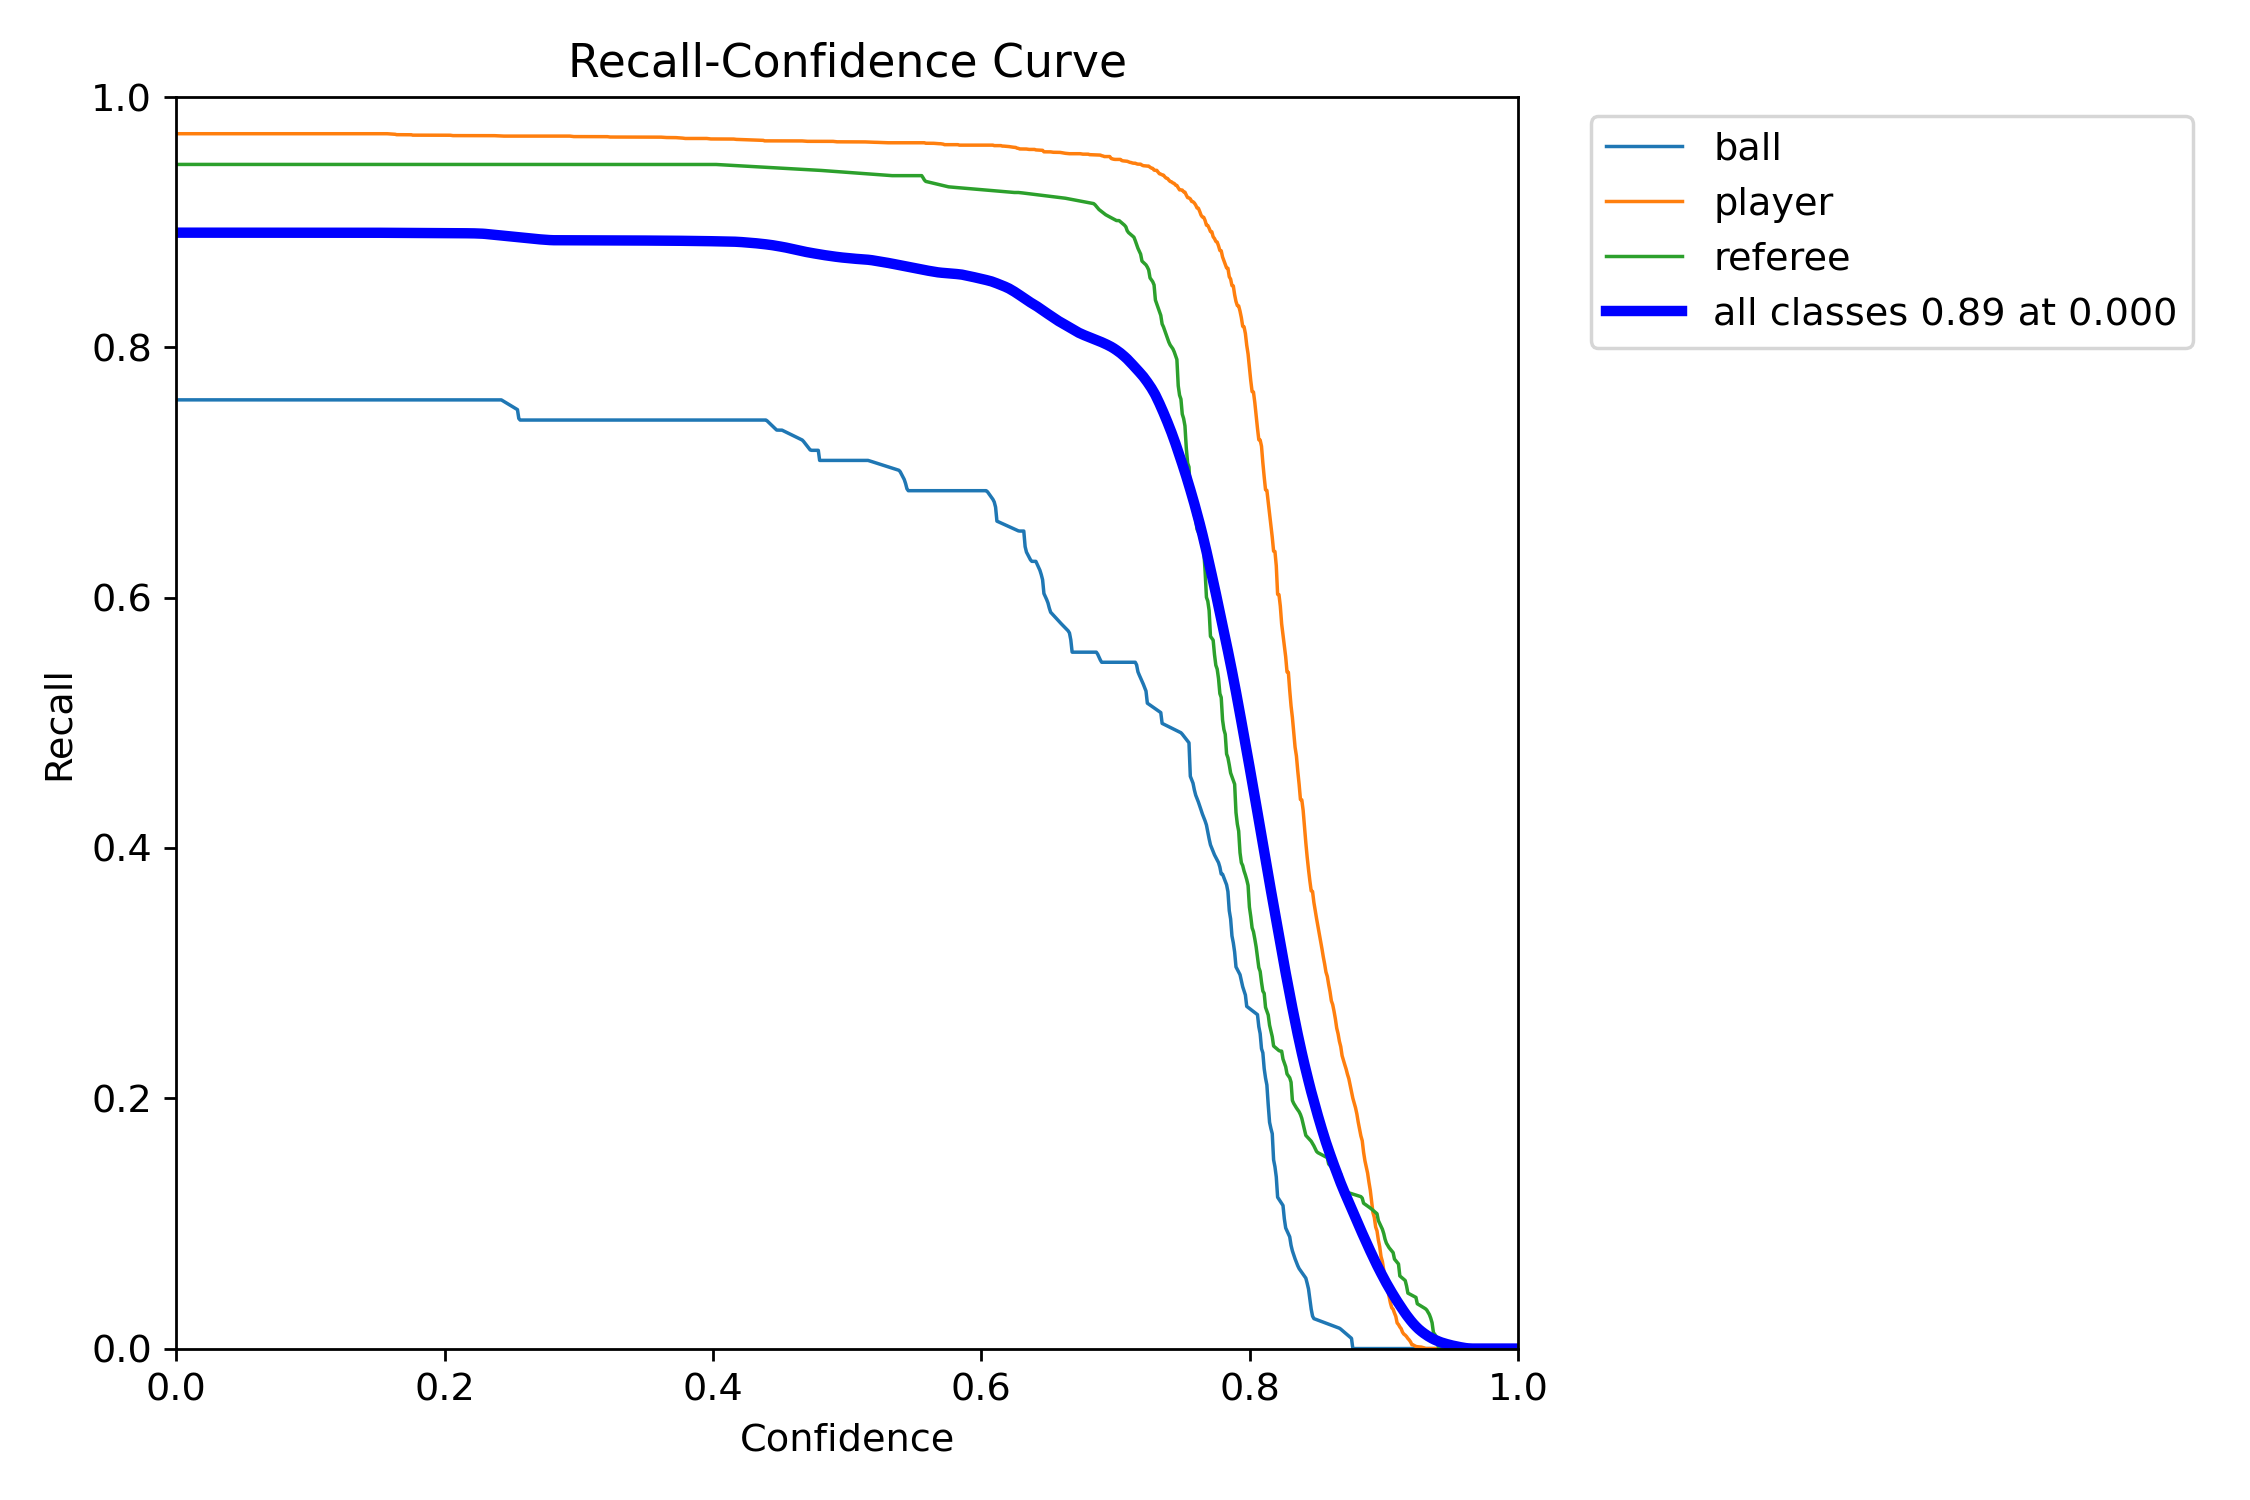 Recall-Confidence Curve
1.0
0.8
0.6
0.4
0.2
0.0
Recall
0.0 0.2 0.4 0.6 0.8 1.0
Confidence
ball
player
referee
all classes 0.89 at 0.000